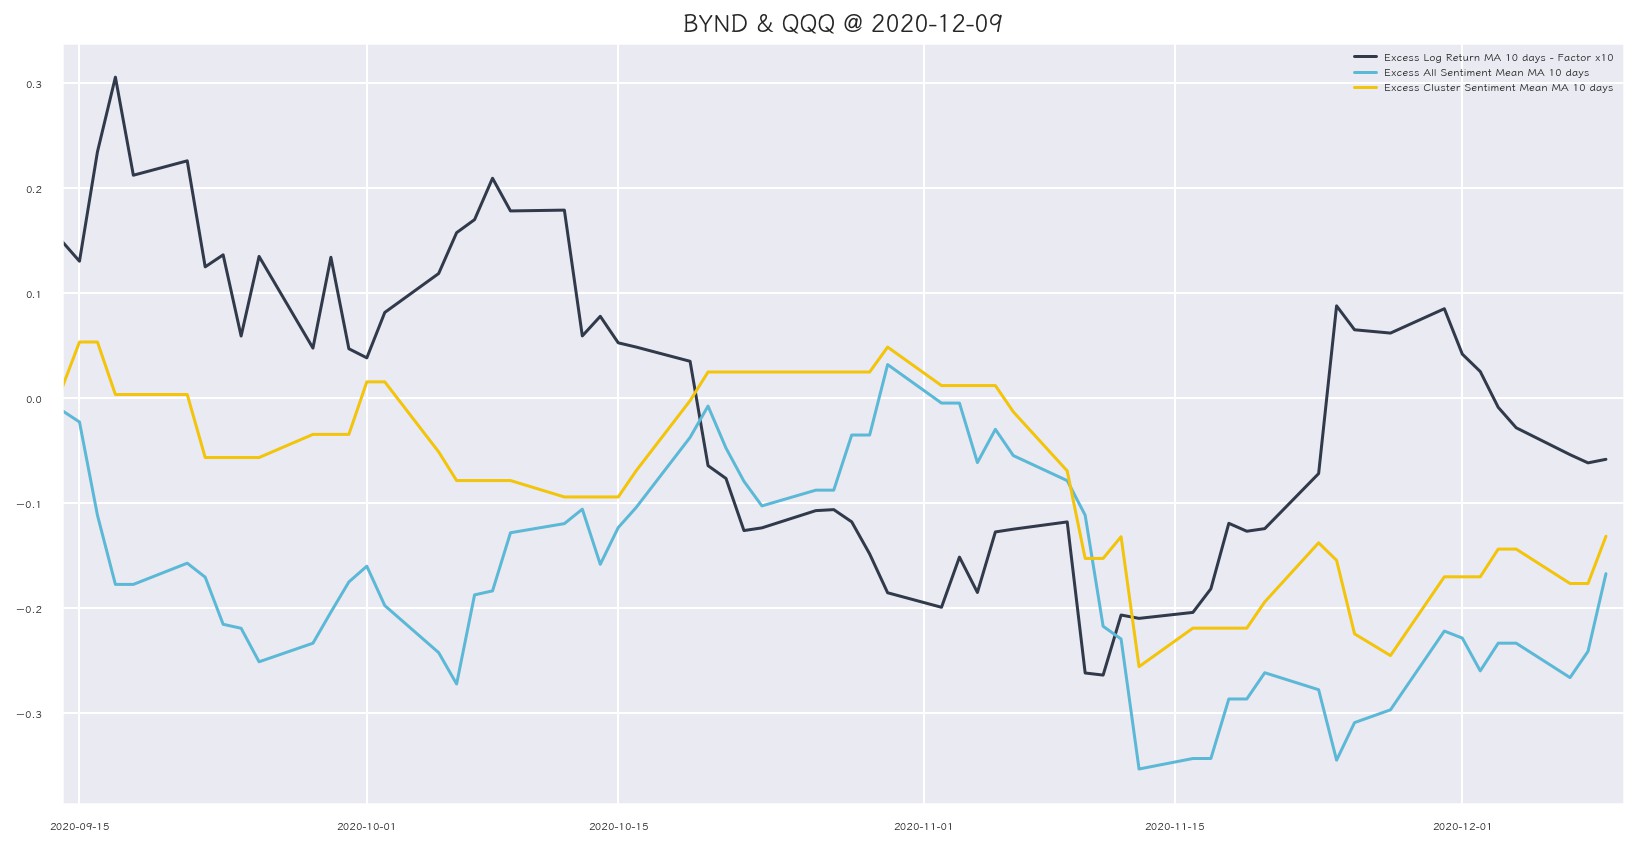 BYND & QQQ @ 2020-12-09
Excess Log Return MA 10 days - Factor x10
Excess All Sentiment Mean MA 10 days
Excess Cluster Sentiment Mean MA 10 days
0.3
0.2
0.1
0.0
−0.1
−0.2
−0.3
2020-09-15 2020-10-01 2020-10-15 2020-11-01 2020-11-15 2020-12-01